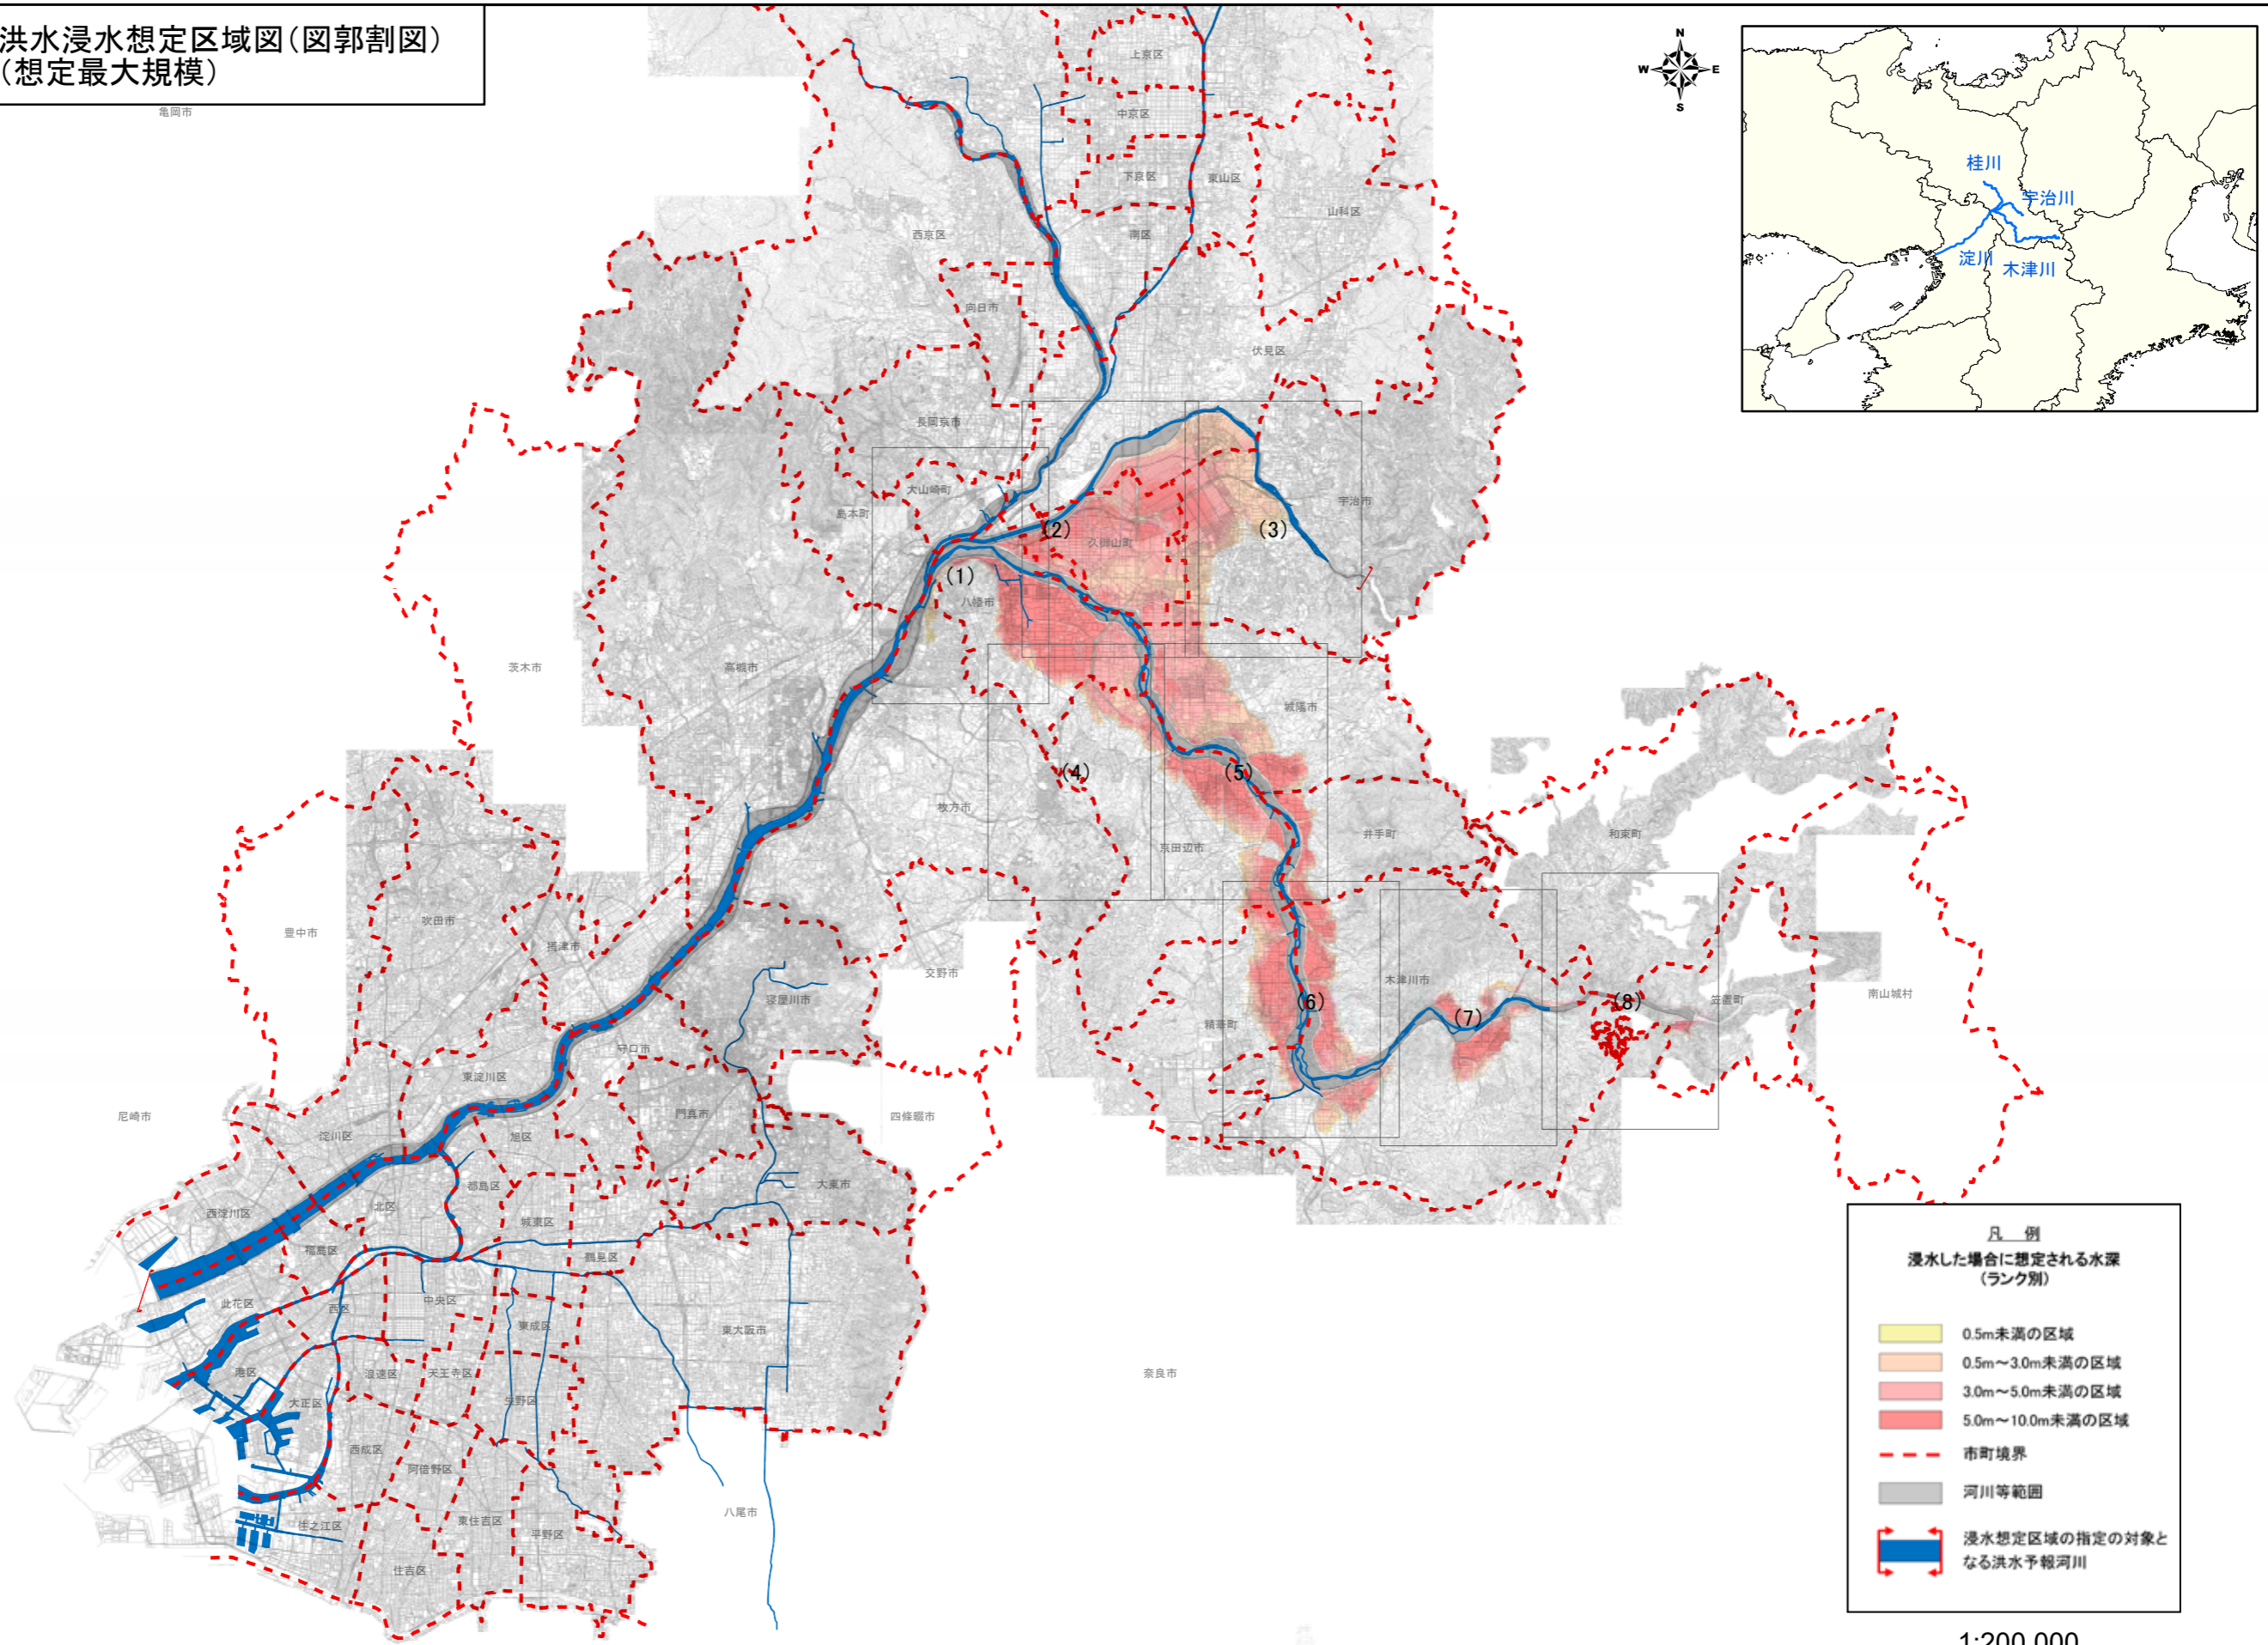 洪水浸水想定区域図(図郭割図)
(想定最大規模)
N
W
E
S
桂川
宇治川
淀川
木津川
亀岡市
上京区
中京区
下京区
東山区
山科区
西京区
南区
向日市
伏見区
長岡京市
大山崎町
島本町
宇治市
(2)
(3)
久御山町
(1)
八幡市
茨木市
高槻市
城陽市
(4)
(5)
枚方市
井手町
和束町
京田辺市
豊中市
吹田市
摂津市
交野市
木津川市
寝屋川市
(6)
(7)
(8)
笠置町
南山城村
精華町
守口市
東淀川区
尼崎市
門真市
四條畷市
淀川区
旭区
都島区
大東市
西淀川区
北区
城東区
福島区
鶴見区
此花区
西区
中央区
東成区
東大阪市
港区
浪速区
天王寺区
奈良市
大正区
生野区
西成区
阿倍野区
八尾市
住之江区
東住吉区
平野区
住吉区
凡 例
浸水した場合に想定される水深
(ランク別)
0.5m未満の区域
0.5m～3.0m未満の区域
3.0m～5.0m未満の区域
5.0m～10.0m未満の区域
市町境界
河川等範囲
浸水想定区域の指定の対象と
なる洪水予報河川
1:200,000